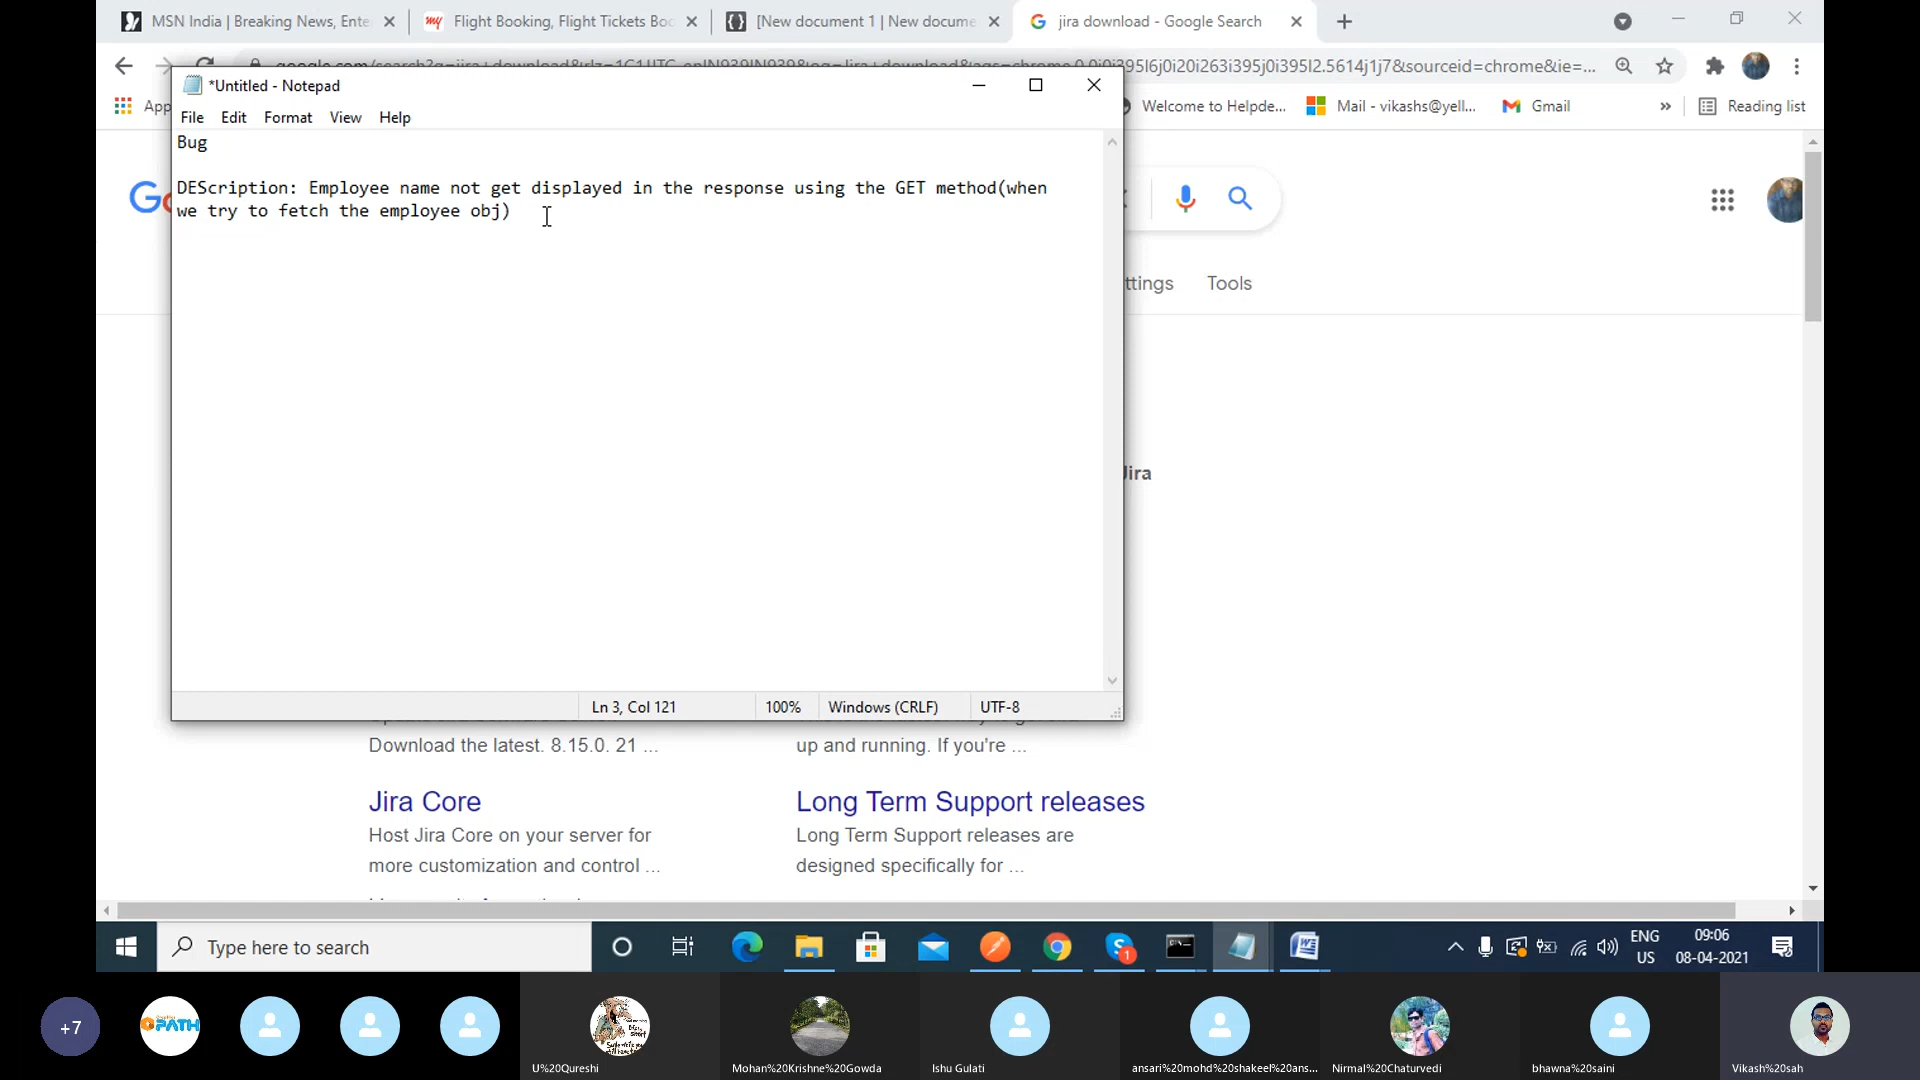 MSN India | Breaking News, Ente
Flight Booking, Flight Tickets Boo
[New document 1 | New docume
jira download - Google Search
*Untitled - Notepad
App
Welcome to Helpde...
Mail - vikashs@yell...
Gmail
»
Reading list
File Edit Format View Help
Bug
DEScription: Employee name not get displayed in the response using the GET method(when
we try to fetch the employee obj)
Go
ttings
Tools
Jira
Ln 3, Col 121
100%
Windows (CRLF)
UTF-8
Download the latest. 8.15.0. 21 ...
up and running. If you're ...
Jira Core
Long Term Support releases
Host Jira Core on your server for
Long Term Support releases are
more customization and control ...
designed specifically for ...
Type here to search
ENG
US
09:06
08-04-2021
+7
PATH
U%20Qureshi
Mohan%20Krishne%20Gowda
Ishu Gulati
ansari%20mohd%20shakeel%20ans...
Nirmal%20Chaturvedi
bhawna%20saini
Vikash%20sah